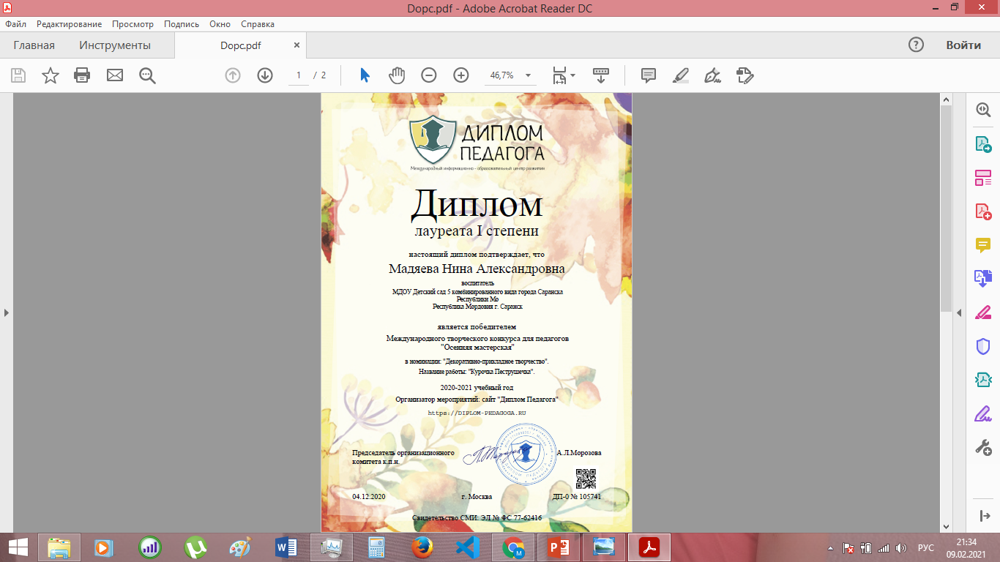 Dopc.pdf - Adobe Acrobat Reader DC
Файл Редактирование Просмотр Подпись Окно Справка
Главная Инструменты Dopc.pdf × Войти
1 / 2 46,7%
ДИПЛОМ
ПЕДАГОГА
Международный информационно - образовательный центр развития
Диплом
лауреата I степени
настоящий диплом подтверждает, что
Мадяева Нина Александровна
воспитатель
МДОУ Детский сад 5 комбинированного вида города Саранска
Республики Мо
Республика Мордовия г. Саранск
является победителем
Международного творческого конкурса для педагогов
"Осенняя мастерская"
в номинации: "Декоративно-прикладное творчество".
Название работы: "Курочка Пеструшечка".
2020-2021 учебный год
Организатор мероприятий: сайт "Диплом Педагога"
https://DIPLOM-PEDAGOGA.RU
Председатель организационного
комитета к.п.н.
А.Л.Морозова
04.12.2020 г. Москва ДП-0 № 105741
Свидетельство СМИ: ЭЛ № ФС 77-62416
РУС
21:34
09.02.2021